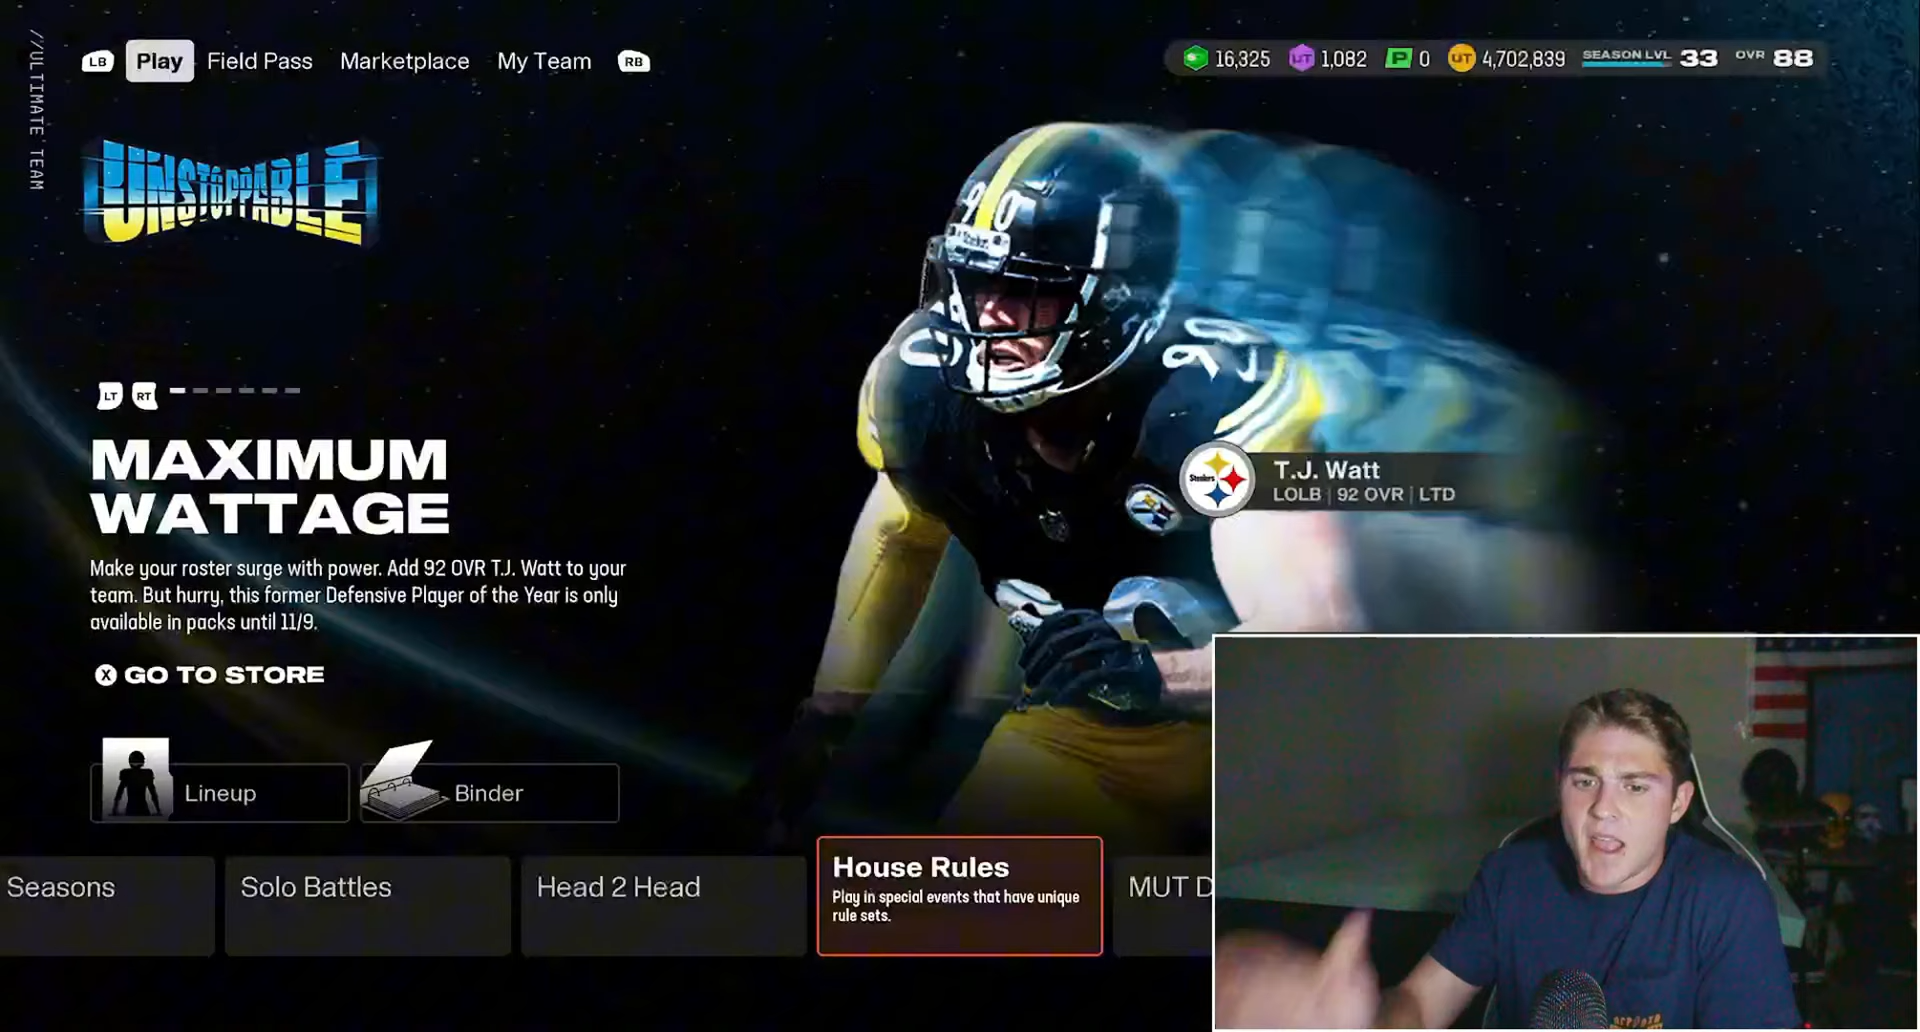 //ULTIMATE TEAM
LB Play Field Pass Marketplace My Team RB
16,325 UT 1,082 P 0 UT 4,702,839 SEASON LVL 33 OVR 88
UNSTOPPABLE
LT RT
MAXIMUM
WATTAGE
Make your roster surge with power. Add 92 OVR T.J. Watt to your
team. But hurry, this former Defensive Player of the Year is only
available in packs until 11/9.
X GO TO STORE
90
Steelers
T.J. Watt
LOLB | 92 OVR | LTD
Lineup
Binder
Seasons
Solo Battles
Head 2 Head
House Rules
Play in special events that have unique
rule sets.
MUT D